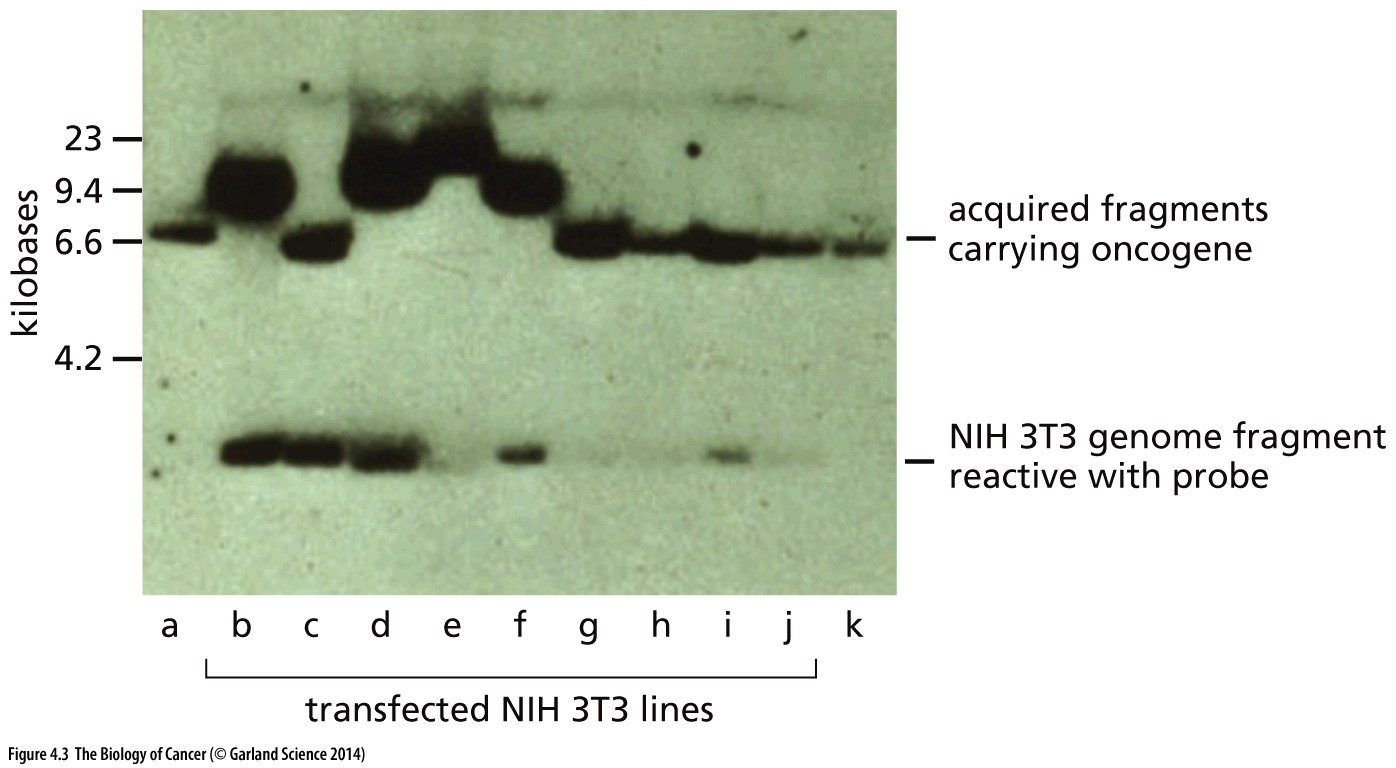 23
9.4
6.6
4.2
kilobases
acquired fragments
carrying oncogene
NIH 3T3 genome fragment
reactive with probe
a b c d e f g h i j k
transfected NIH 3T3 lines
Figure 4.3 The Biology of Cancer (© Garland Science 2014)